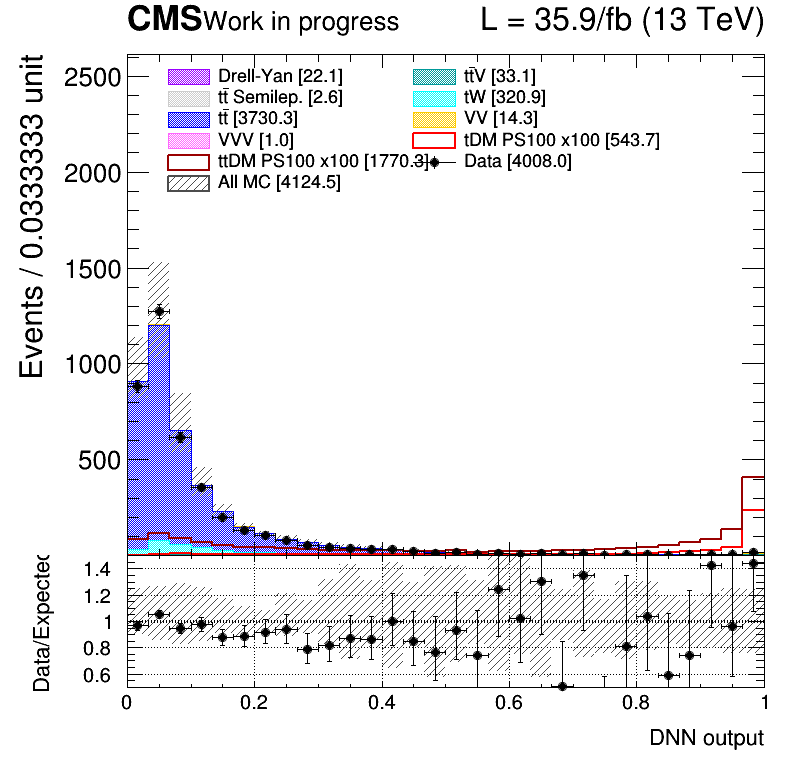 CMS Work in progress L = 35.9/fb (13 TeV)
Events / 0.0333333 unit
2500
2000
1500
1000
500
Drell-Yan [22.1]
tt̄ Semilep. [2.6]
tt̄ [3730.3]
VVV [1.0]
ttDM PS100 x100 [1770.3]
All MC [4124.5]
tt̄V [33.1]
tW [320.9]
VV [14.3]
tDM PS100 x100 [543.7]
Data [4008.0]
Data/Expected
1.4
1.2
1
0.8
0.6
0 0.2 0.4 0.6 0.8 1
DNN output